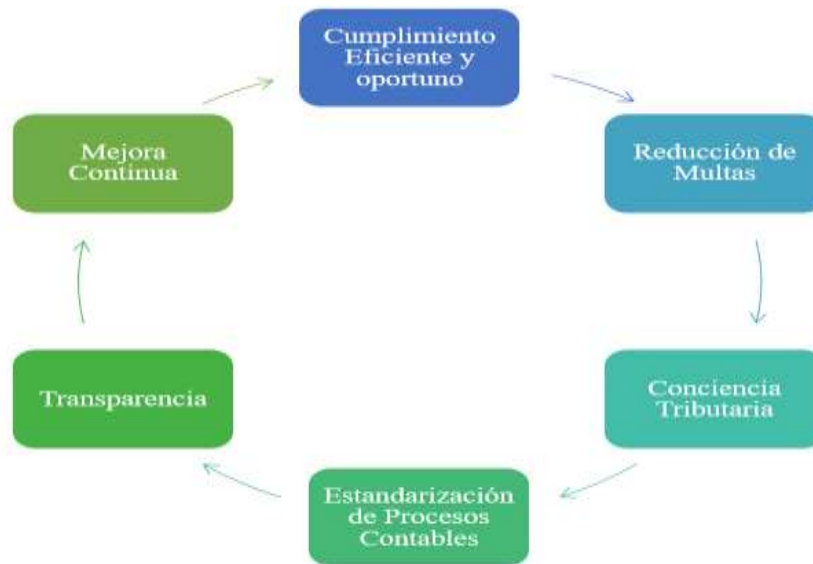 Cumplimiento
Eficiente y
oportuno
Reducción de
Multas
Conciencia
Tributaria
Estandarización
de Procesos
Contables
Transparencia
Mejora
Continua